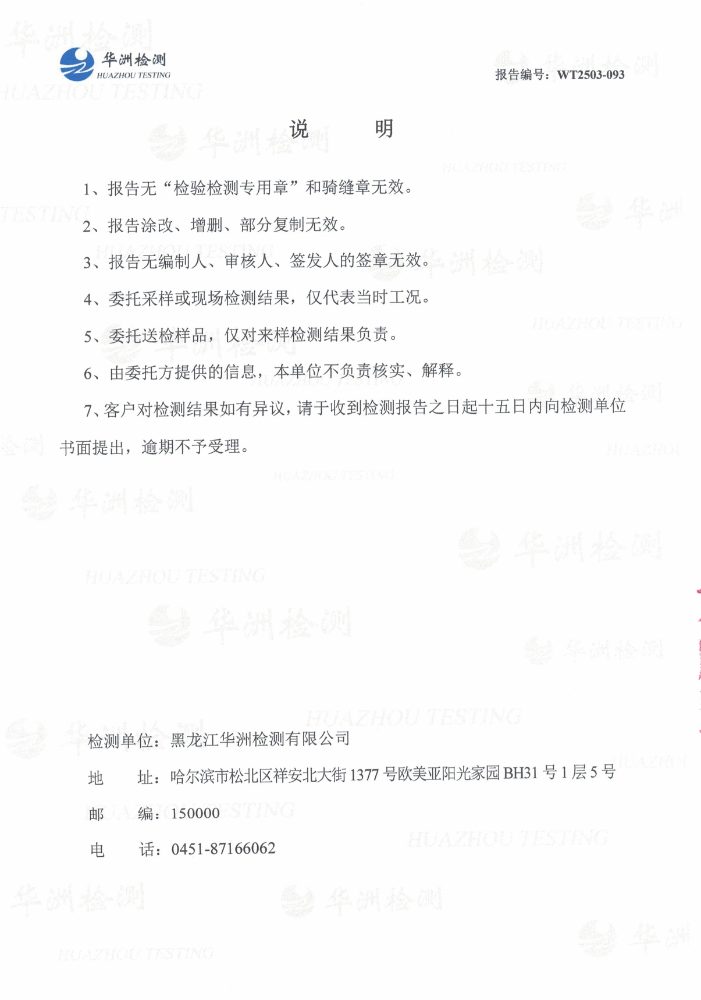 华洲检测
HUAZHOU TESTING
报告编号：WT2503-093
说 明
1、报告无“检验检测专用章”和骑缝章无效。
2、报告涂改、增删、部分复制无效。
3、报告无编制人、审核人、签发人的签章无效。
4、委托采样或现场检测结果，仅代表当时工况。
5、委托送检样品，仅对来样检测结果负责。
6、由委托方提供的信息，本单位不负责核实、解释。
7、客户对检测结果如有异议，请于收到检测报告之日起十五日内向检测单位
书面提出，逾期不予受理。
检测单位：黑龙江华洲检测有限公司
地 址：哈尔滨市松北区祥安北大街 1377 号欧美亚阳光家园 BH31 号 1 层 5 号
邮 编：150000
电 话：0451-87166062